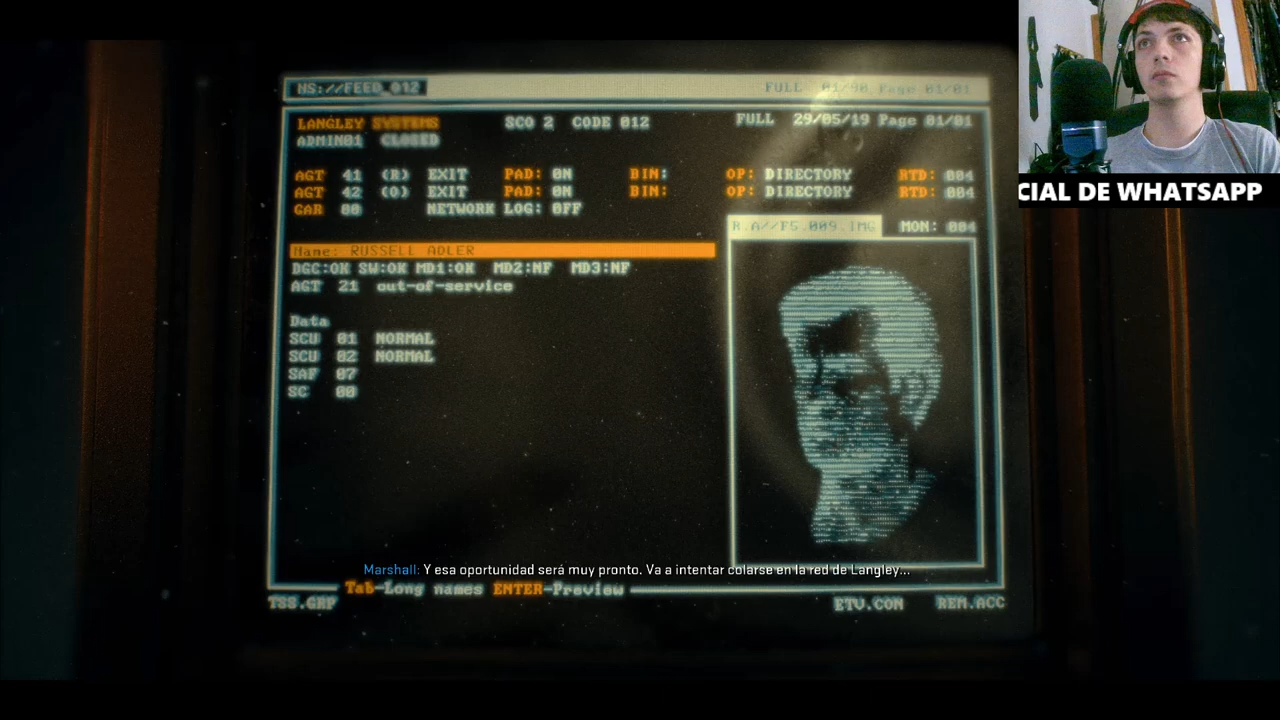 NS://FEED_012
FULL 01/90 Page 01/01
LANGLEY SYSTEMS SCO 2 CODE 012 FULL 29/05/19 Page 01/01
ADMIN01 CLOSED
AGT 41 (R) EXIT PAD: ON BIN: OP: DIRECTORY RTD: 004
AGT 42 (O) EXIT PAD: ON BIN: OP: DIRECTORY RTD: 004
GAR 00 NETWORK LOG: OFF
R.A//F5.009.IMG MON: 004
Name: RUSSELL ADLER
DGC:OK SW:OK MD1:OK MD2:NF MD3:NF
AGT 21 out-of-service
Data
SCU 01 NORMAL
SCU 02 NORMAL
SAF 07
SC 00
Marshall: Y esa oportunidad será muy pronto. Va a intentar colarse en la red de Langley...
Tab-Long names ENTER-Preview
TSS.GRP ETV.CON REM.ACC
CIAL DE WHATSAPP